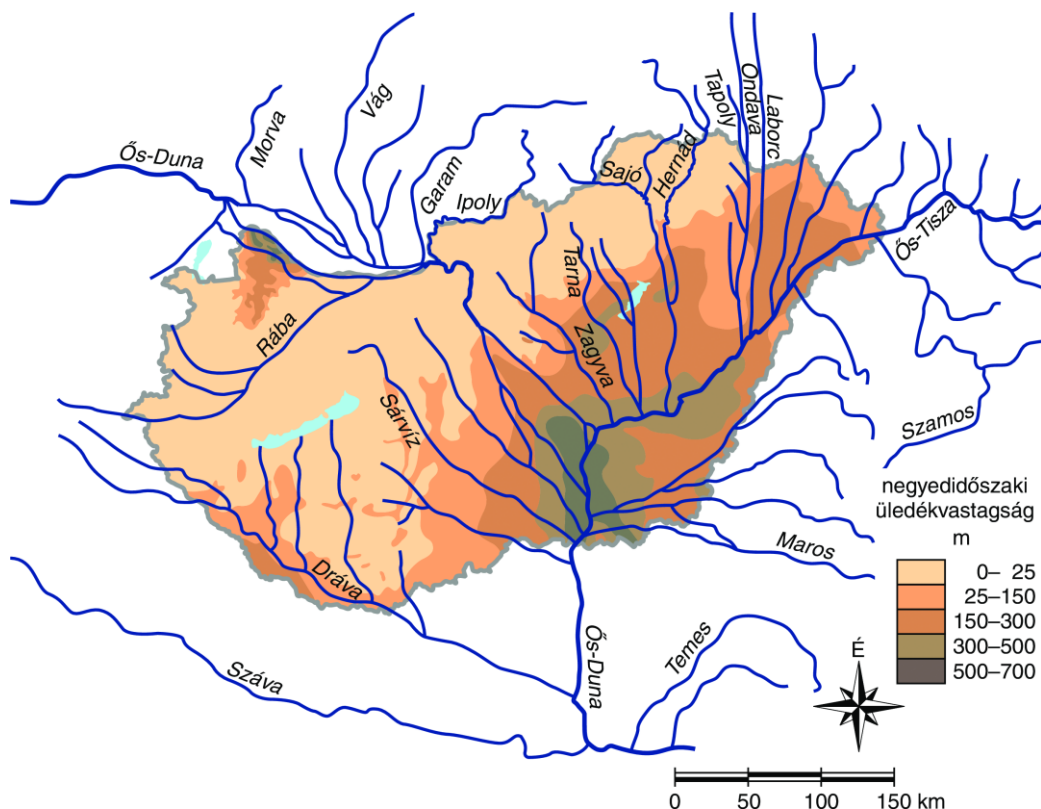 Ős-Duna
Morva
Vág
Garam
Ipoly
Sajó
Hernád
Tapoly
Ondava
Laborc
Ős-Tisza
Rába
Tarna
Zagyva
Sárvíz
Szamos
Maros
Dráva
Száva
Ős-Duna
Temes
negyedidőszaki
üledékvastagság
m
0– 25
25–150
150–300
300–500
500–700
É
0 50 100 150 km